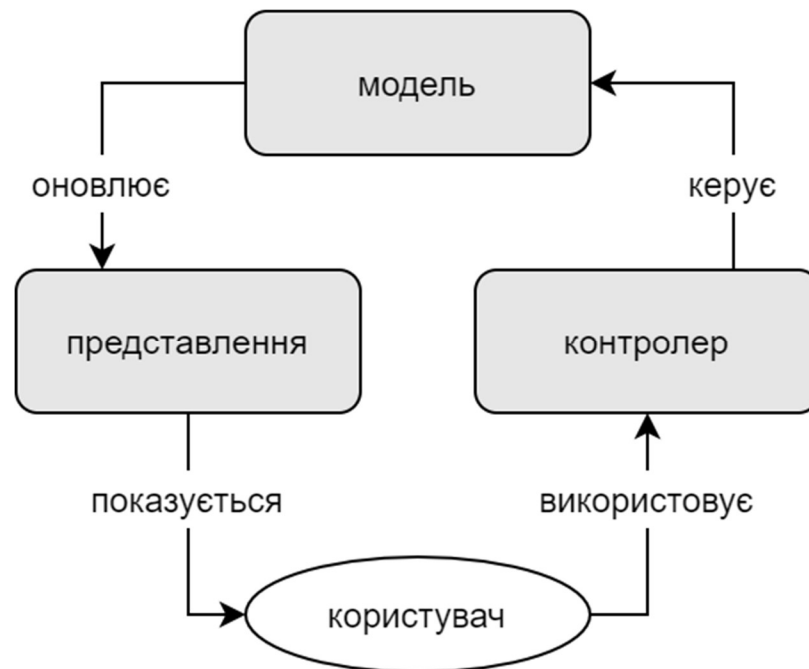 модель
оновлює
керує
представлення
контролер
показується
використовує
користувач